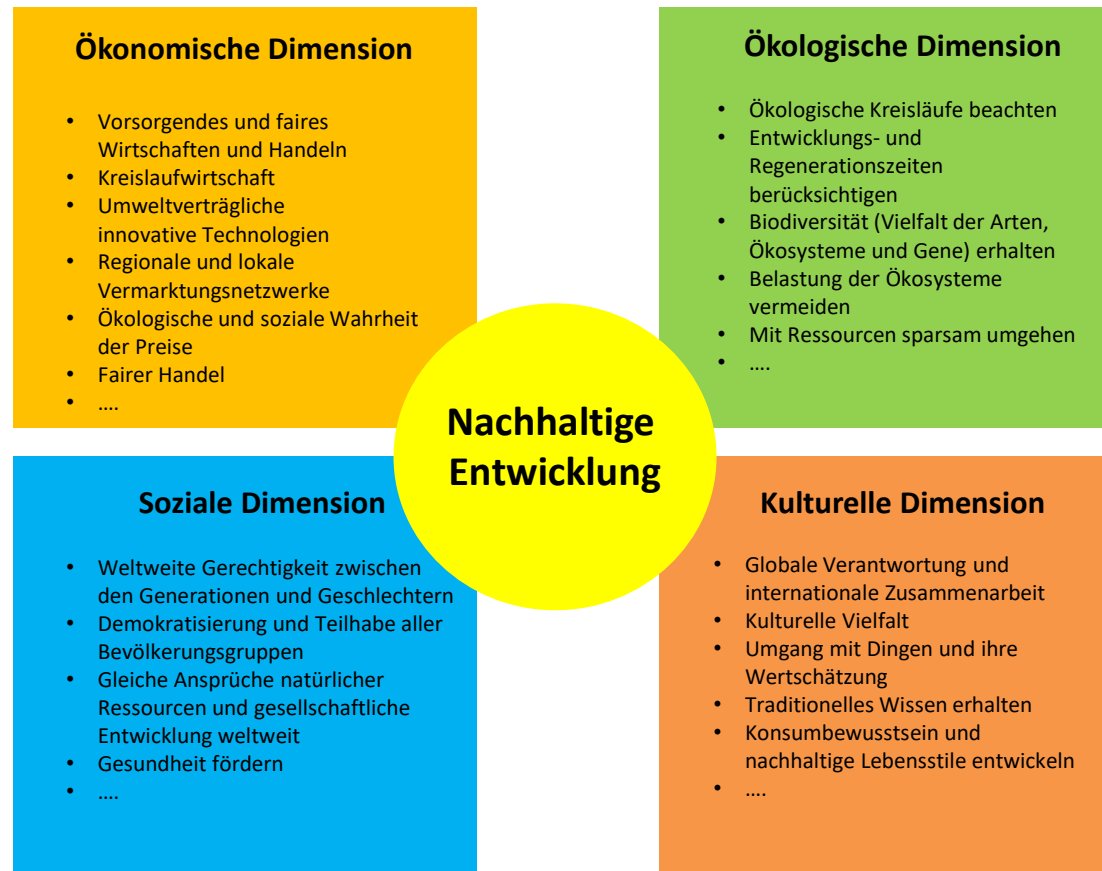 Ökonomische Dimension
• Vorsorgendes und faires
Wirtschaften und Handeln
• Kreislaufwirtschaft
• Umweltverträgliche
innovative Technologien
• Regionale und lokale
Vermarktungsnetzwerke
• Ökologische und soziale Wahrheit
der Preise
• Fairer Handel
• ....
Ökologische Dimension
• Ökologische Kreisläufe beachten
• Entwicklungs- und
Regenerationszeiten
berücksichtigen
• Biodiversität (Vielfalt der Arten,
Ökosysteme und Gene) erhalten
• Belastung der Ökosysteme
vermeiden
• Mit Ressourcen sparsam umgehen
• ....
Nachhaltige
Entwicklung
Soziale Dimension
• Weltweite Gerechtigkeit zwischen
den Generationen und Geschlechtern
• Demokratisierung und Teilhabe aller
Bevölkerungsgruppen
• Gleiche Ansprüche natürlicher
Ressourcen und gesellschaftliche
Entwicklung weltweit
• Gesundheit fördern
• ....
Kulturelle Dimension
• Globale Verantwortung und
internationale Zusammenarbeit
• Kulturelle Vielfalt
• Umgang mit Dingen und ihre
Wertschätzung
• Traditionelles Wissen erhalten
• Konsumbewusstsein und
nachhaltige Lebensstile entwickeln
• ....